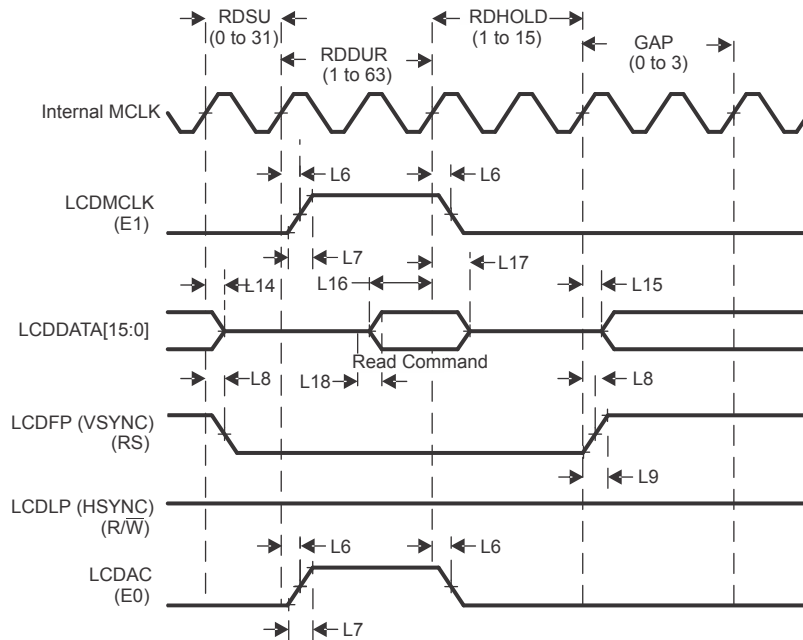 RDSU
(0 to 31)
RDHOLD
(1 to 15)
RDDUR
(1 to 63)
GAP
(0 to 3)
Internal MCLK
L6
L6
LCDMCLK
(E1)
L7
L17
L14
L16
L15
LCDDATA[15:0]
Read Command
L8
L18
L8
LCDFP (VSYNC)
(RS)
L9
LCDLP (HSYNC)
(R/W̅)
L6
L6
LCDAC
(E0)
L7